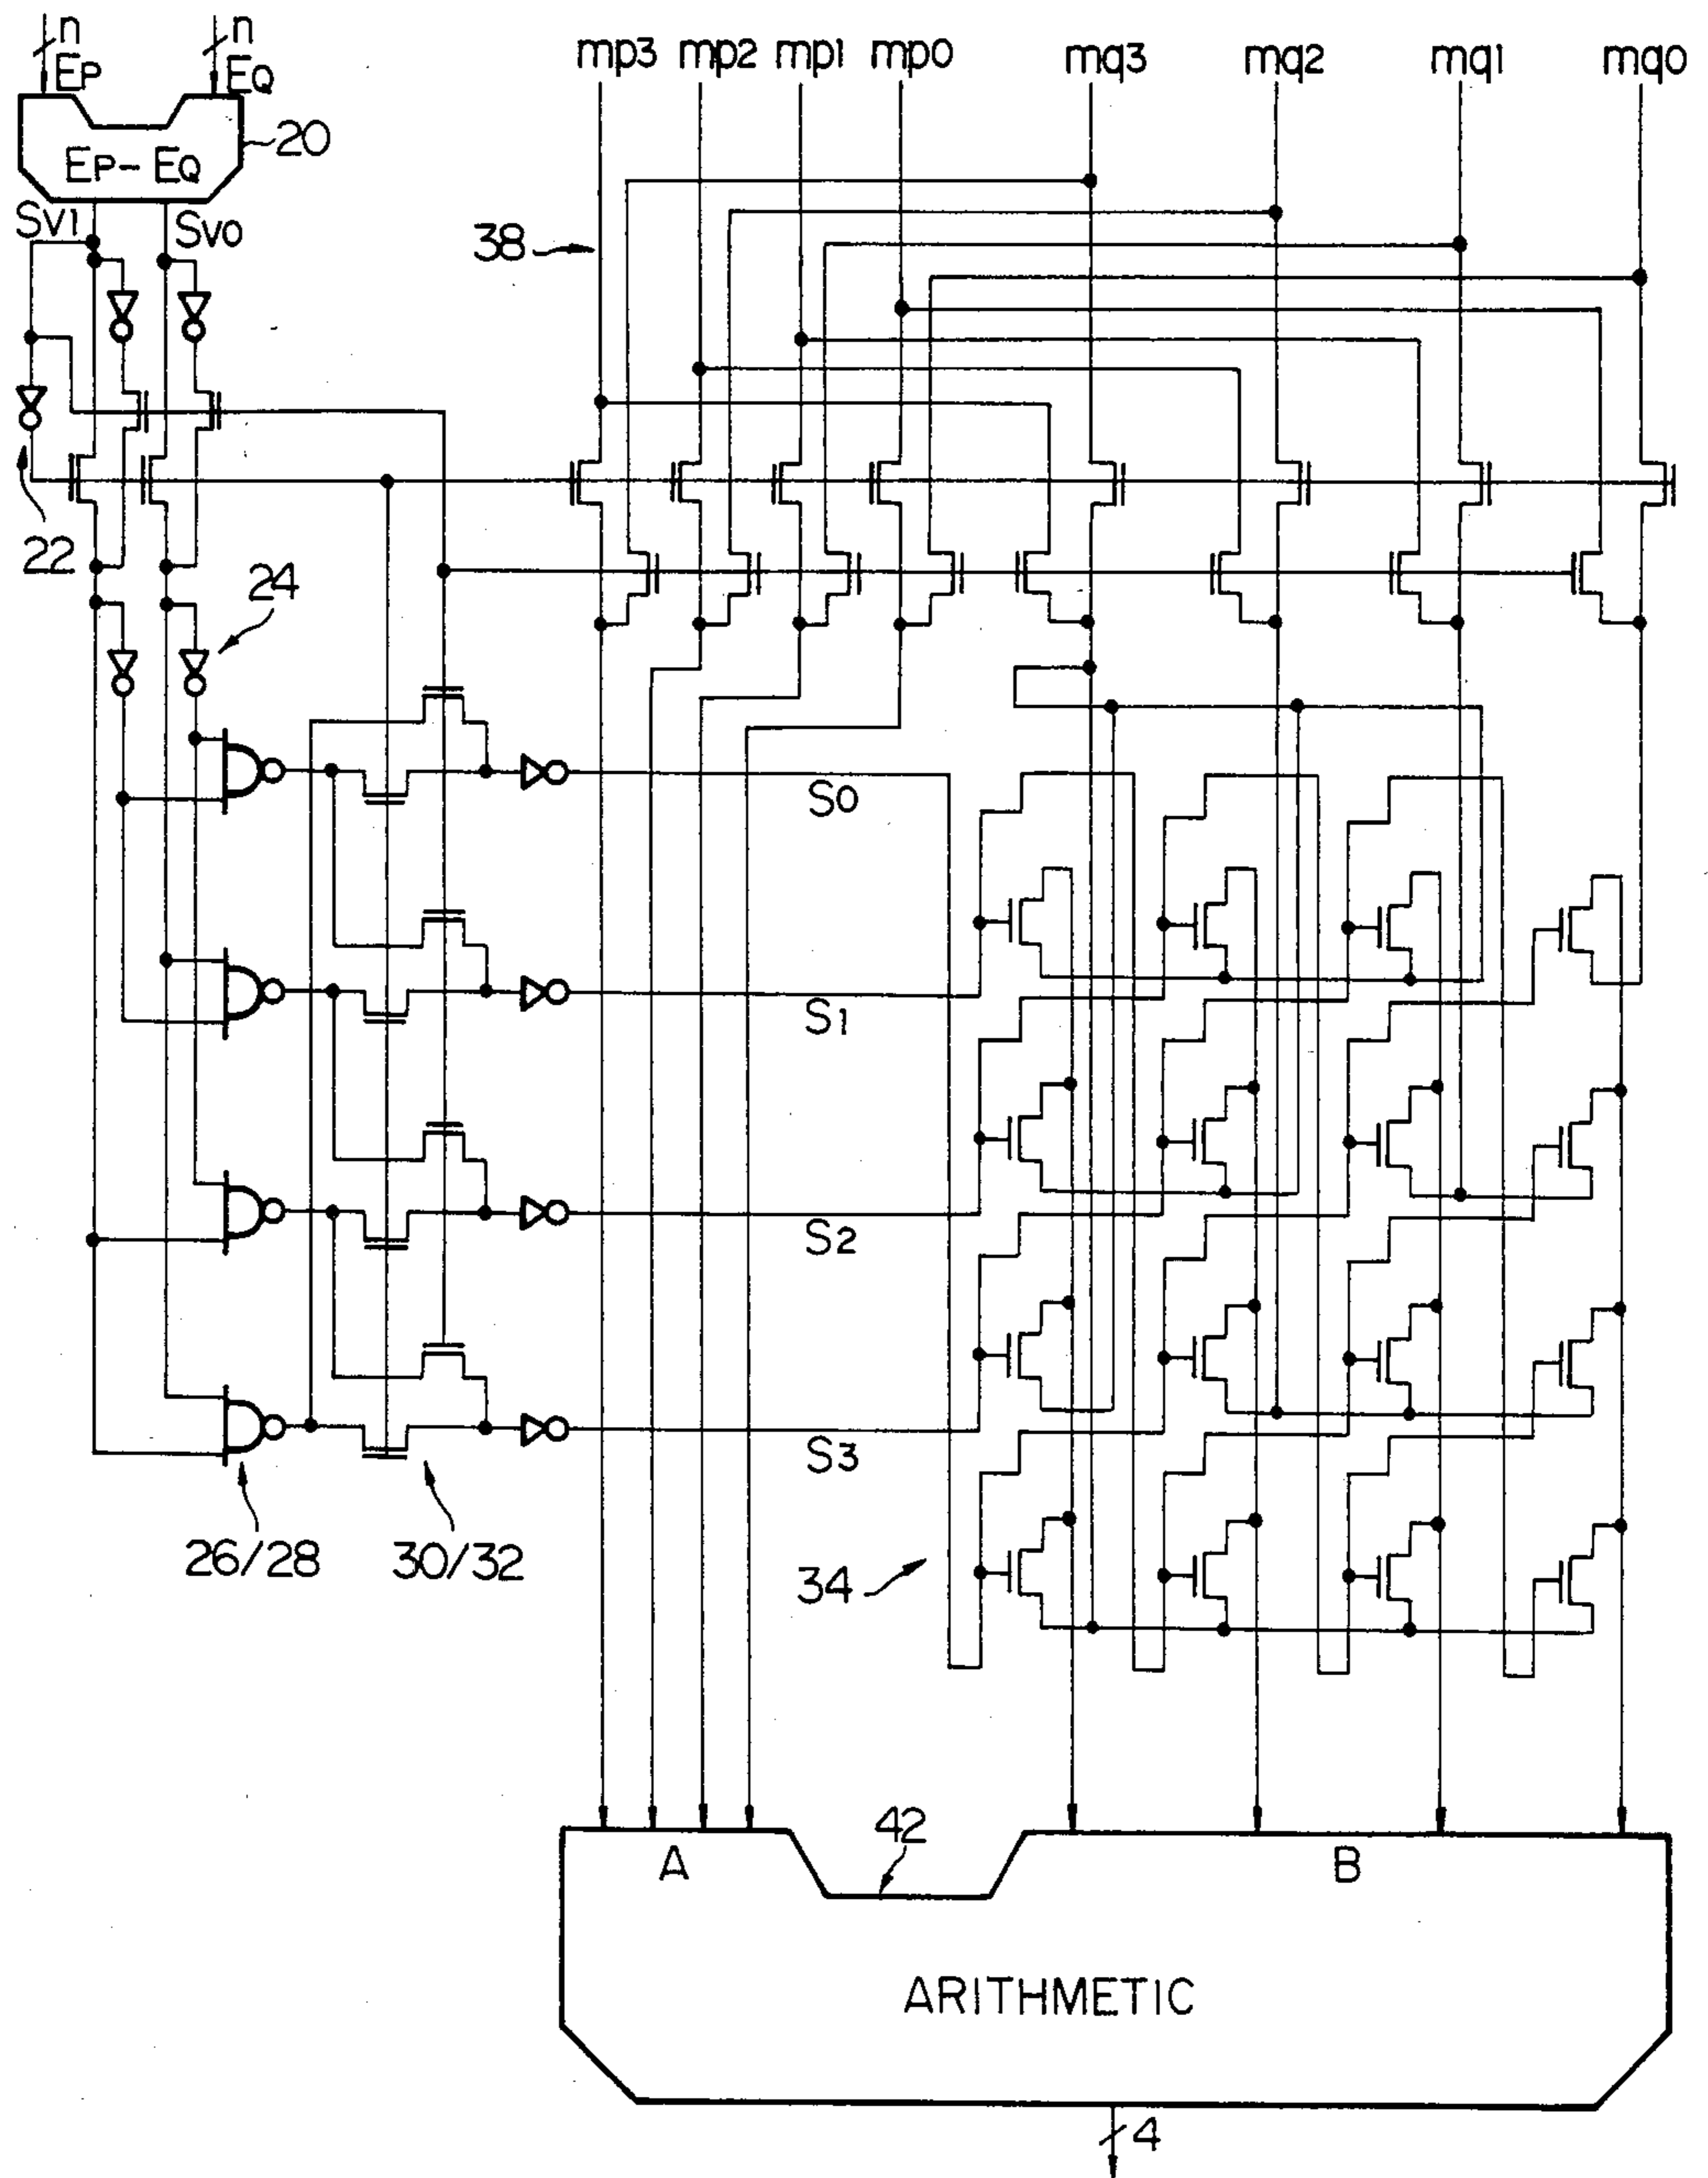 n n
EP EQ
mp3 mp2 mp1 mp0 mq3 mq2 mq1 mq0
20
EP-EQ
SV1 SV0
38
22
24
S0
S1
S2
S3
26/28
30/32
34
42
A B
ARITHMETIC
4